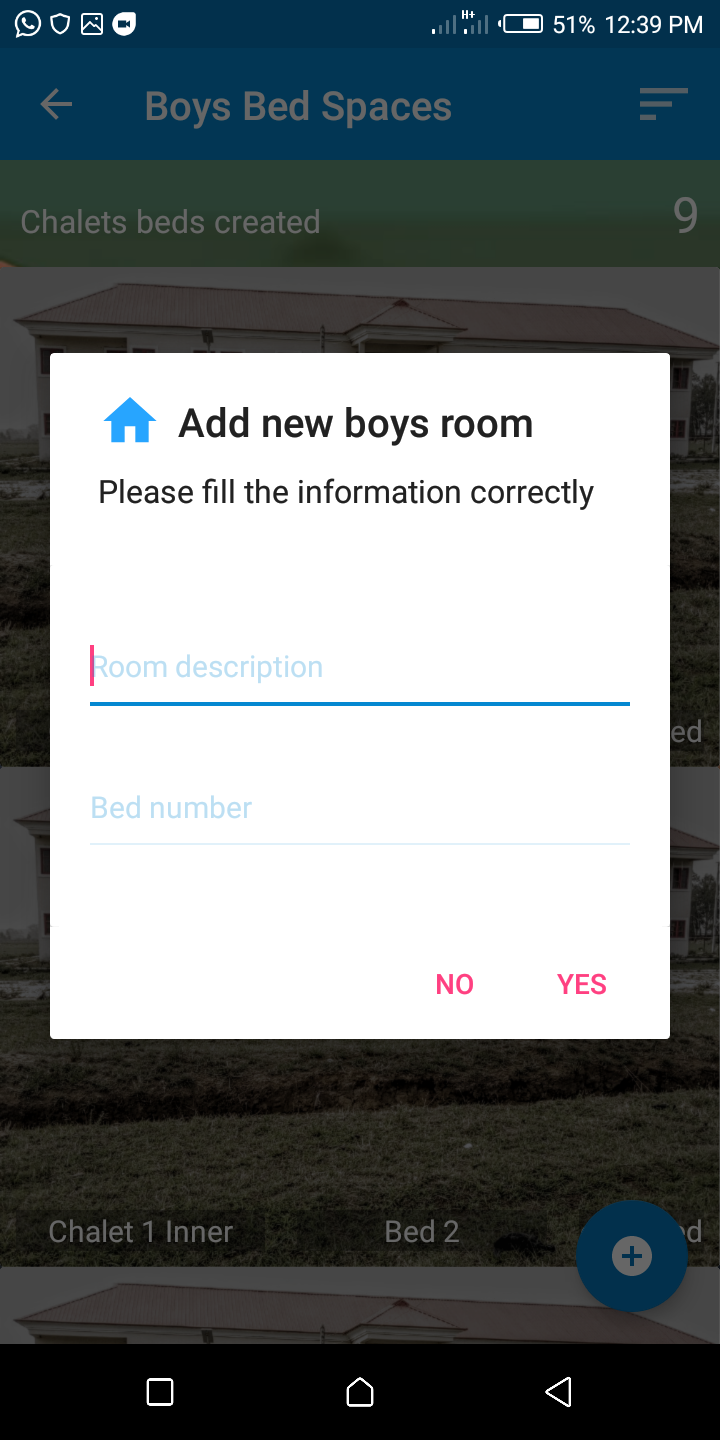 H+ 51% 12:39 PM
Boys Bed Spaces
Chalets beds created 9
Add new boys room
Please fill the information correctly
Room description
ed
Bed number
NO YES
Chalet 1 Inner Bed 2 d